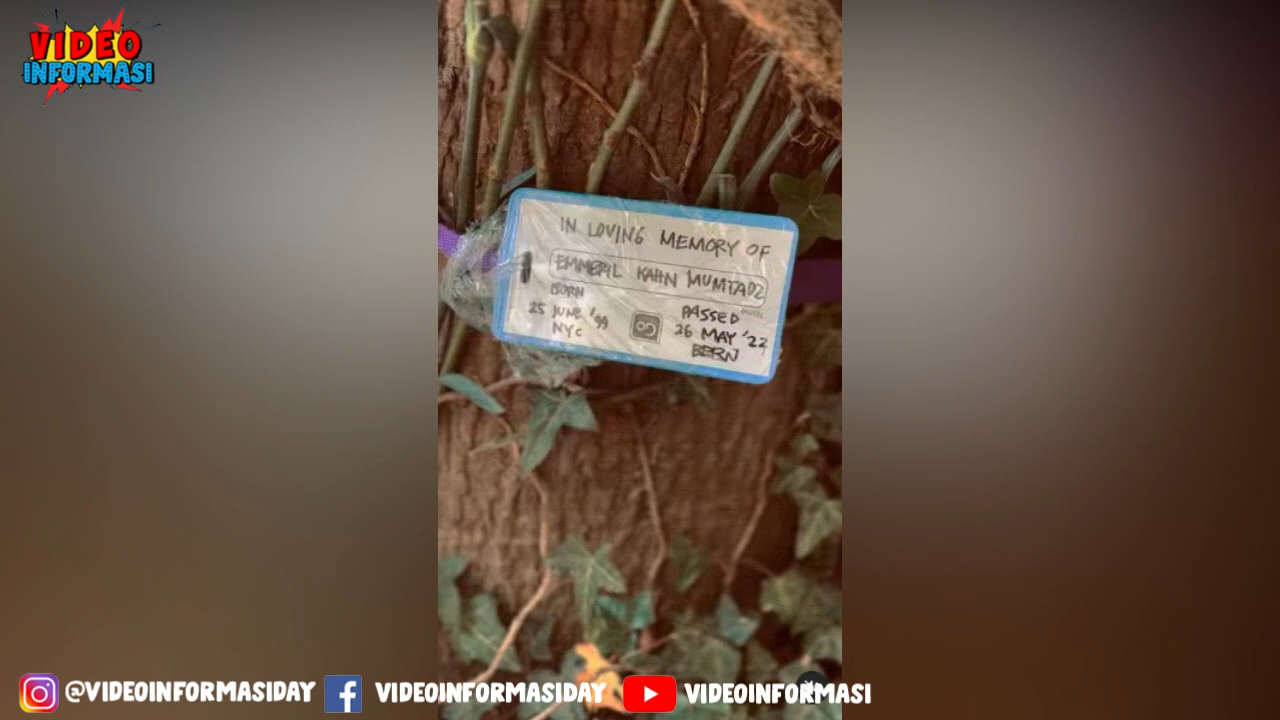 VIDEO
INFORMASI
IN LOVING MEMORY OF
EMMERIL KAHN MUMTADZ
Name
BORN
25 JUNE '99
NYC
PASSED
26 MAY '22
BERN
@VIDEOINFORMASIDAY
VIDEOINFORMASIDAY
VIDEOINFORMASI